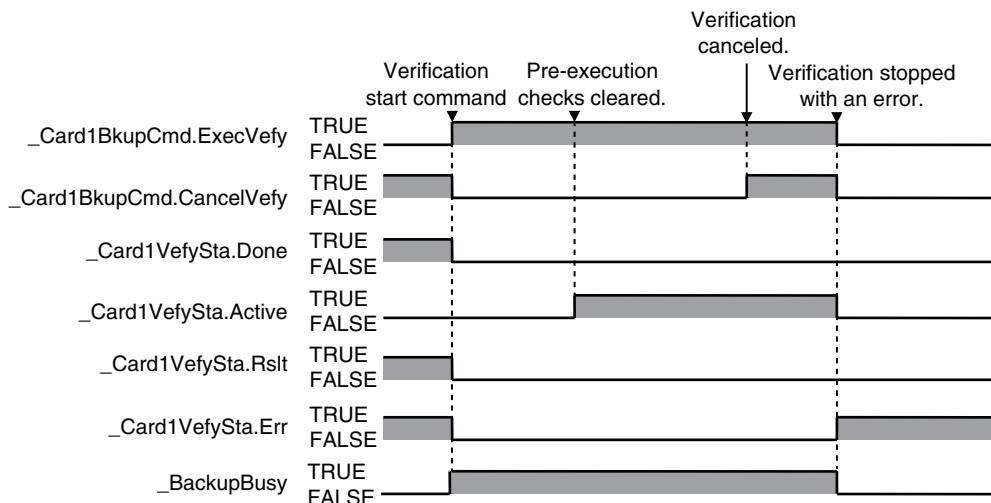 Verification
canceled.
Verification
start command
Pre-execution
checks cleared.
Verification stopped
with an error.
_Card1BkupCmd.ExecVefy
TRUE
FALSE
_Card1BkupCmd.CancelVefy
TRUE
FALSE
_Card1VefySta.Done
TRUE
FALSE
_Card1VefySta.Active
TRUE
FALSE
_Card1VefySta.Rslt
TRUE
FALSE
_Card1VefySta.Err
TRUE
FALSE
_BackupBusy
TRUE
FALSE